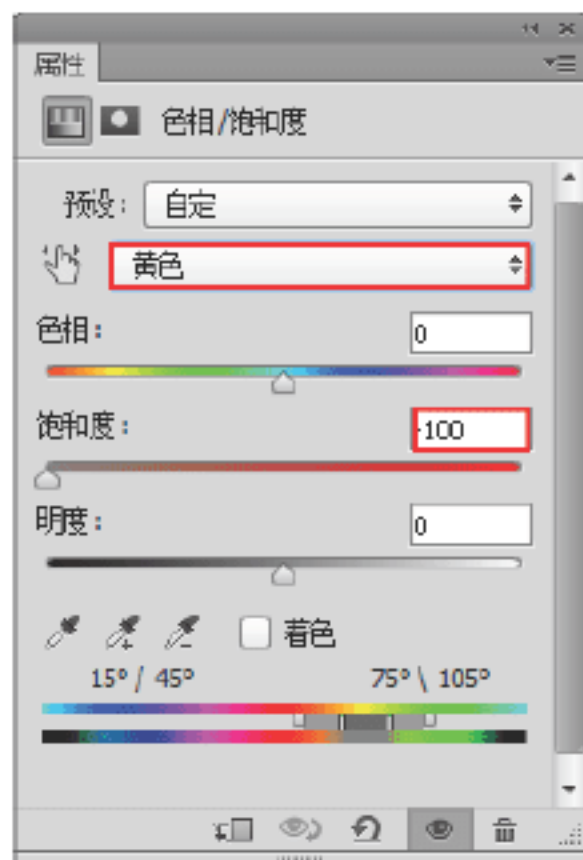 属性
色相/饱和度
预设: 自定
黄色
色相: 0
饱和度: -100
明度: 0
着色
15°/ 45° 75°\ 105°